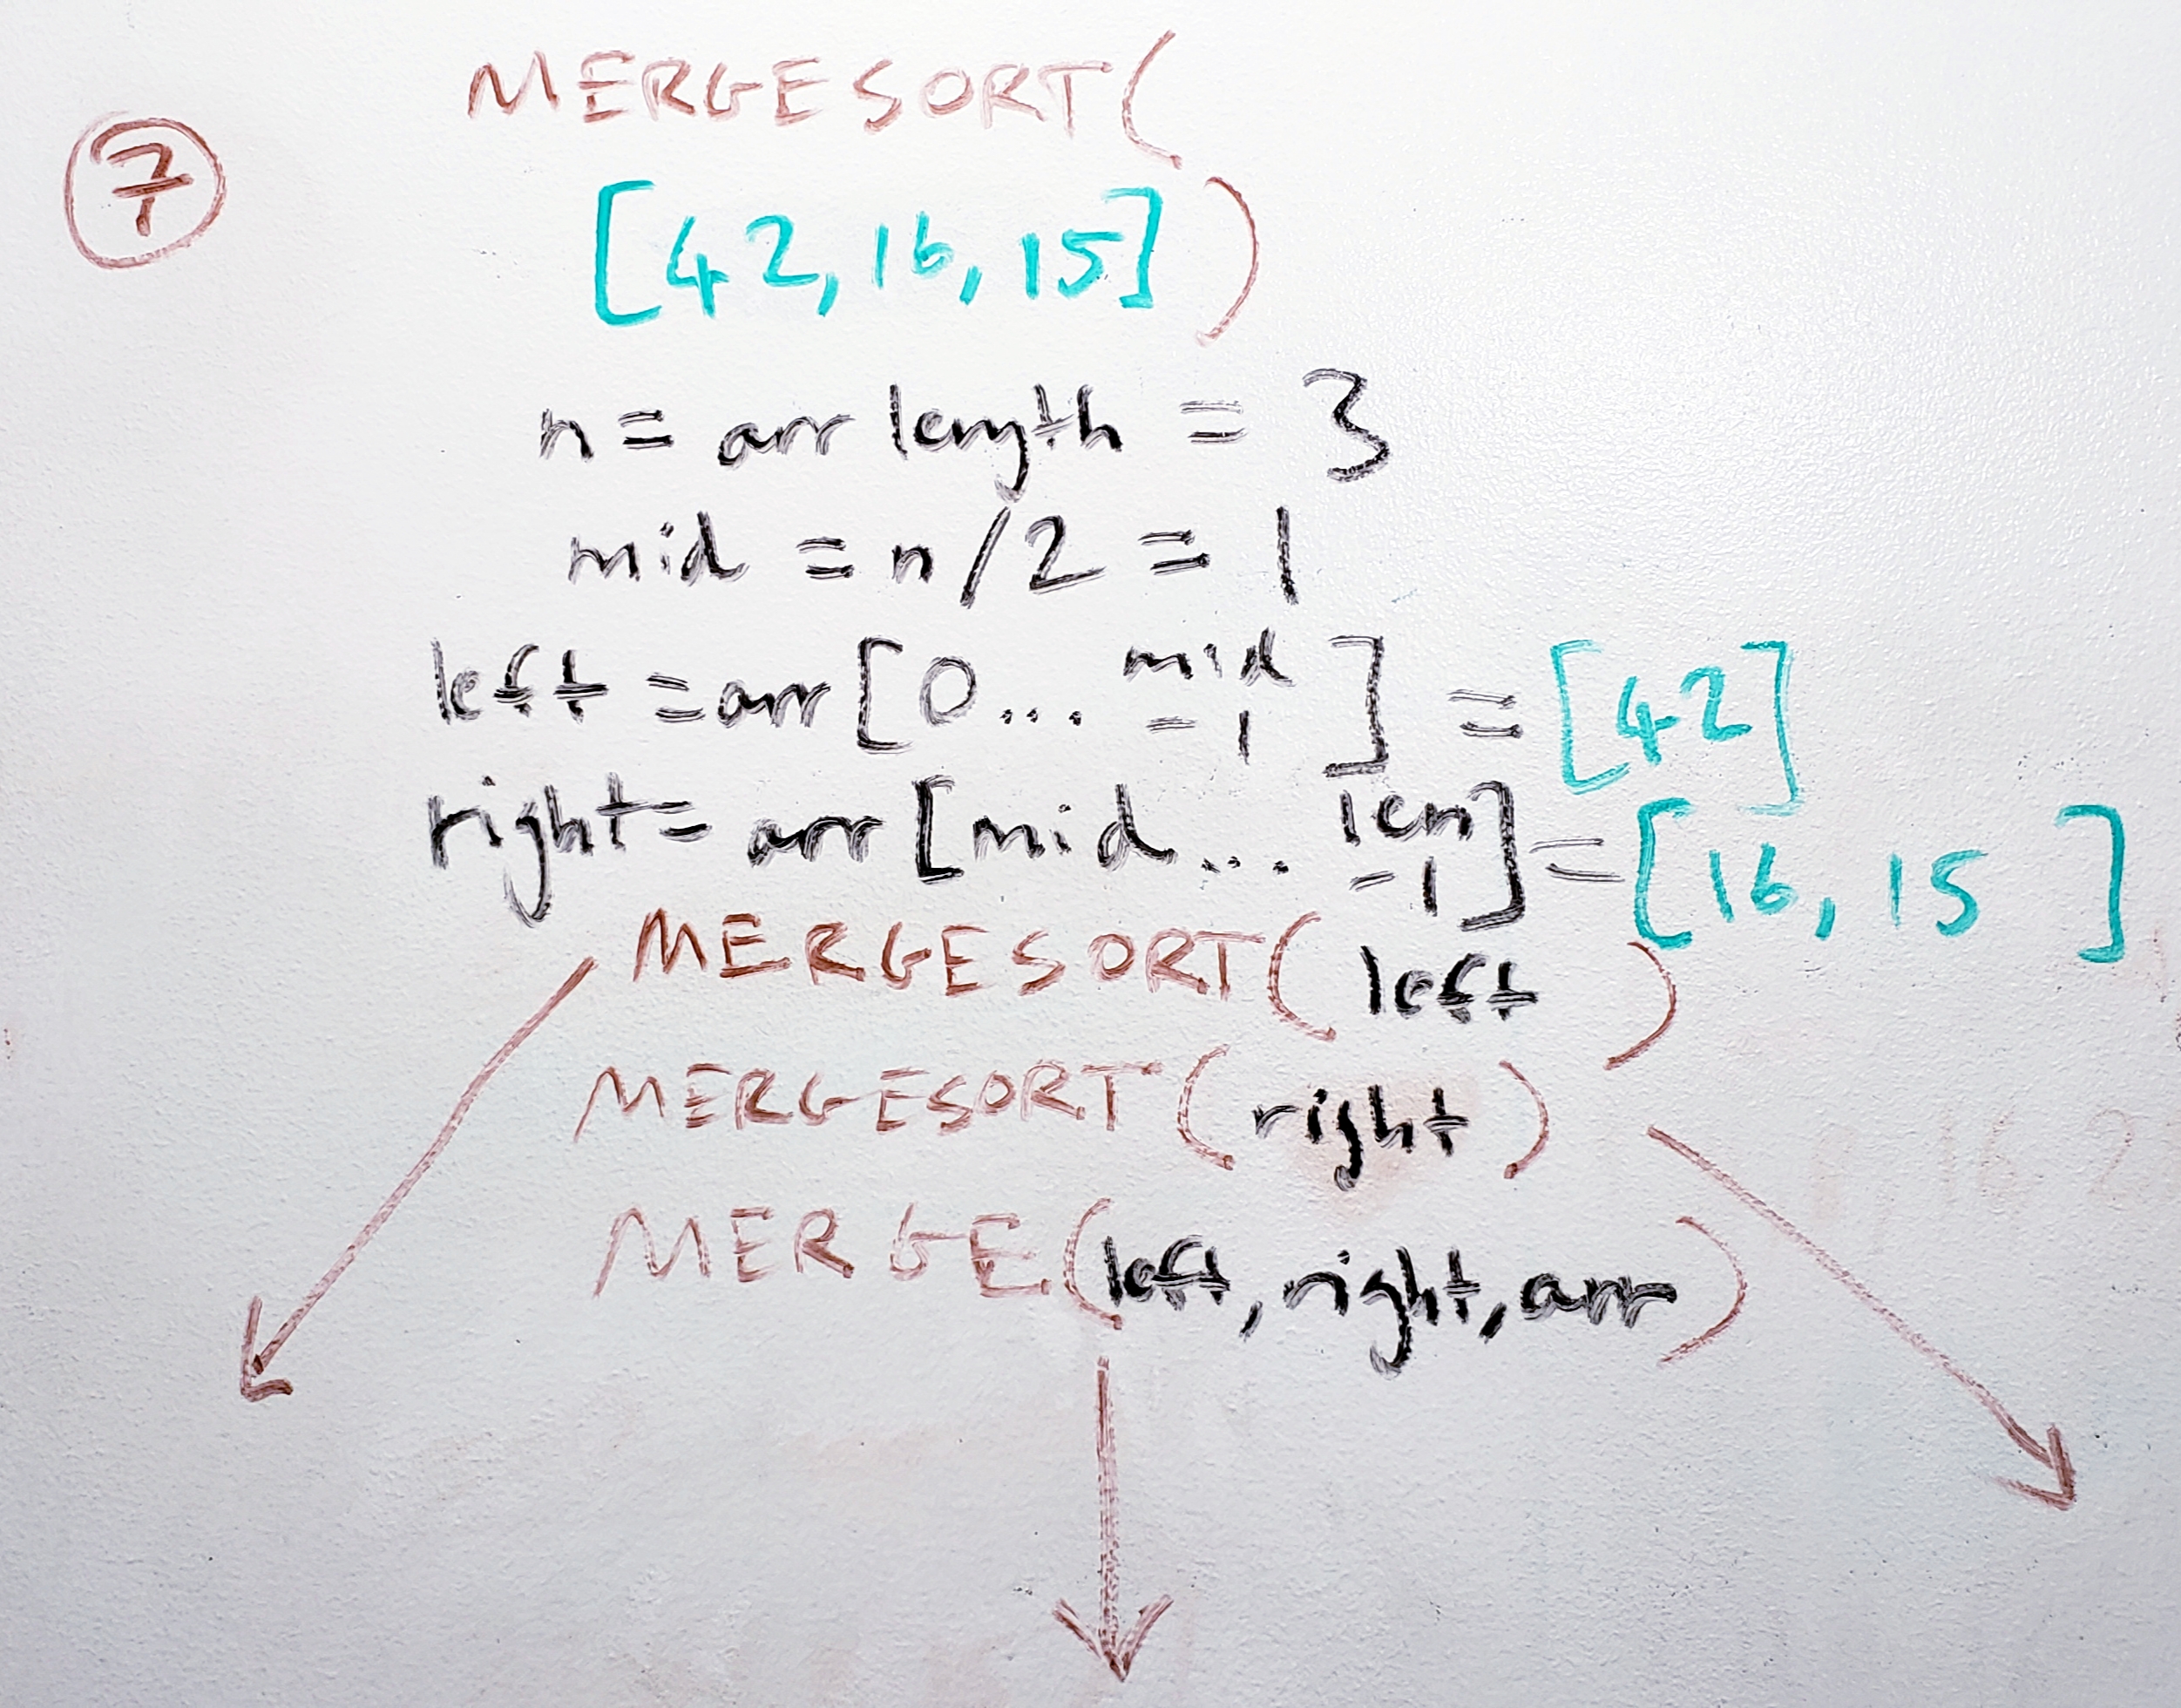 7
MERGESORT(
[42, 16, 15])
n = arr length = 3
mid = n/2 = 1
left = arr[0... mid -1] = [42]
right = arr[mid... len -1] = [16, 15]
MERGESORT(left)
MERGESORT(right)
MERGE(left, right, arr)